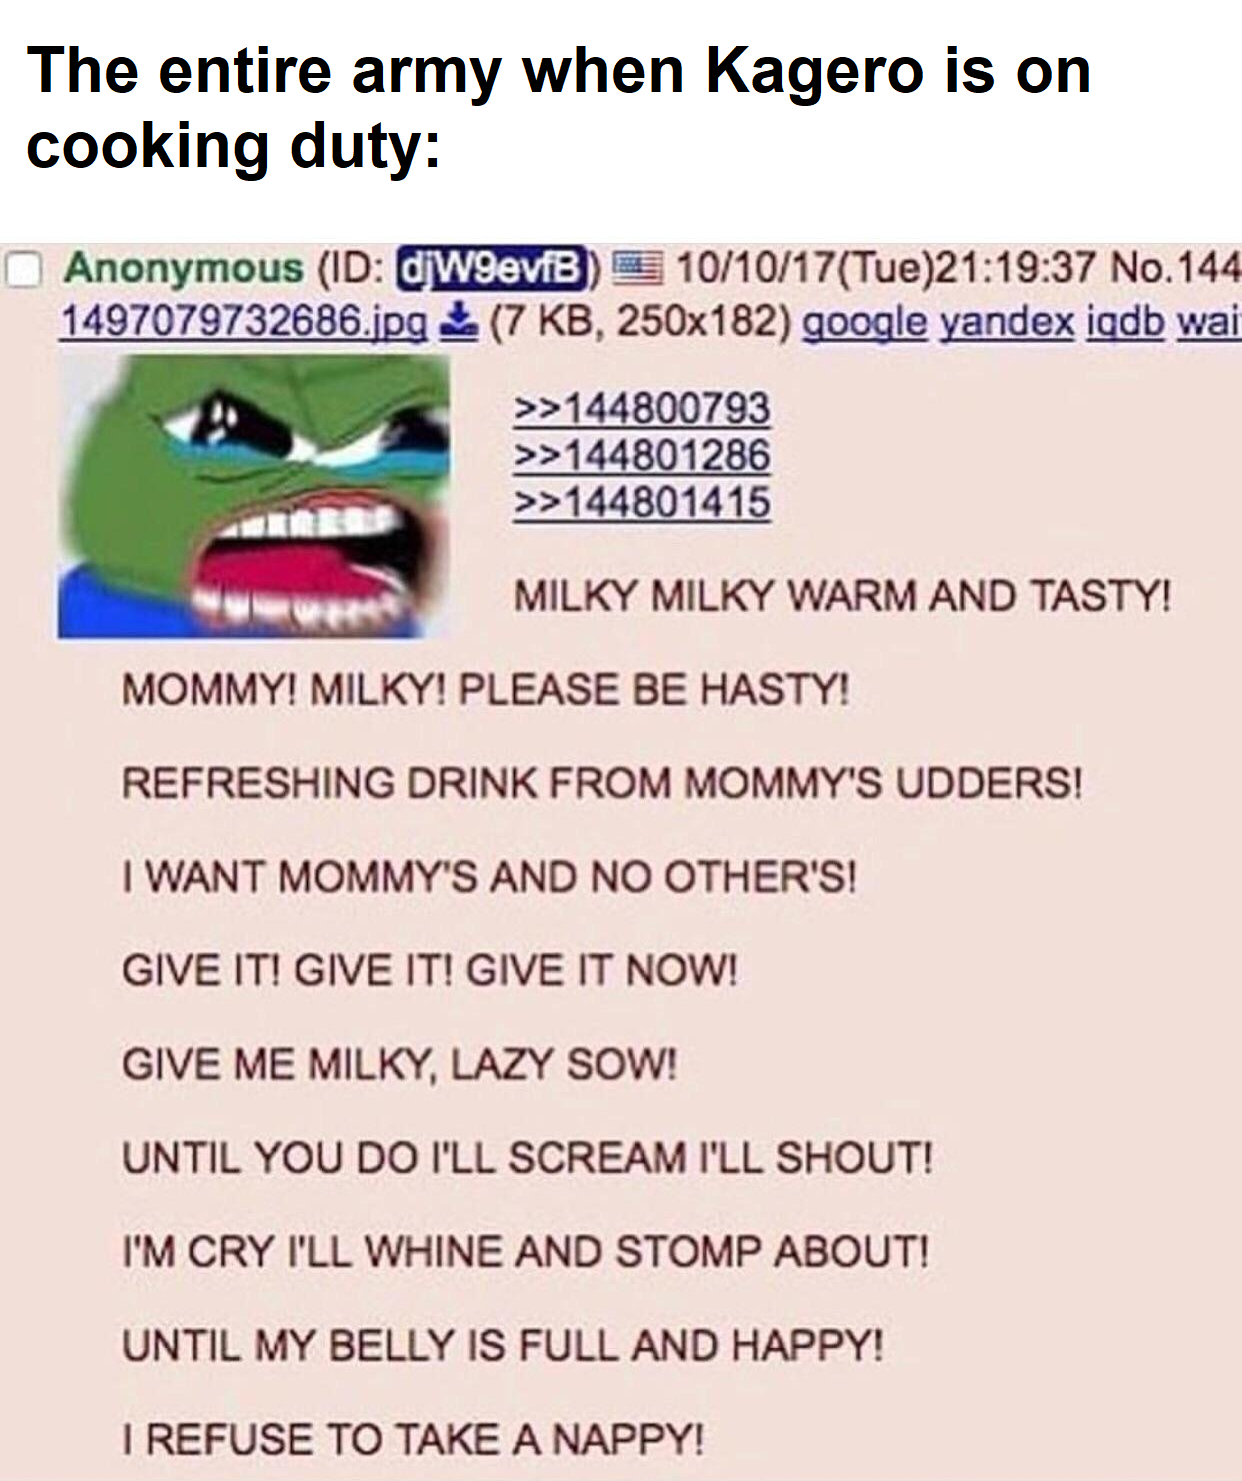 The entire army when Kagero is on
cooking duty:
Anonymous (ID: djW9evfB) 10/10/17(Tue)21:19:37 No.144
1497079732686.jpg (7 KB, 250x182) google yandex iqdb wai
>>144800793
>>144801286
>>144801415
MILKY MILKY WARM AND TASTY!
MOMMY! MILKY! PLEASE BE HASTY!
REFRESHING DRINK FROM MOMMY'S UDDERS!
I WANT MOMMY'S AND NO OTHER'S!
GIVE IT! GIVE IT! GIVE IT NOW!
GIVE ME MILKY, LAZY SOW!
UNTIL YOU DO I'LL SCREAM I'LL SHOUT!
I'M CRY I'LL WHINE AND STOMP ABOUT!
UNTIL MY BELLY IS FULL AND HAPPY!
I REFUSE TO TAKE A NAPPY!